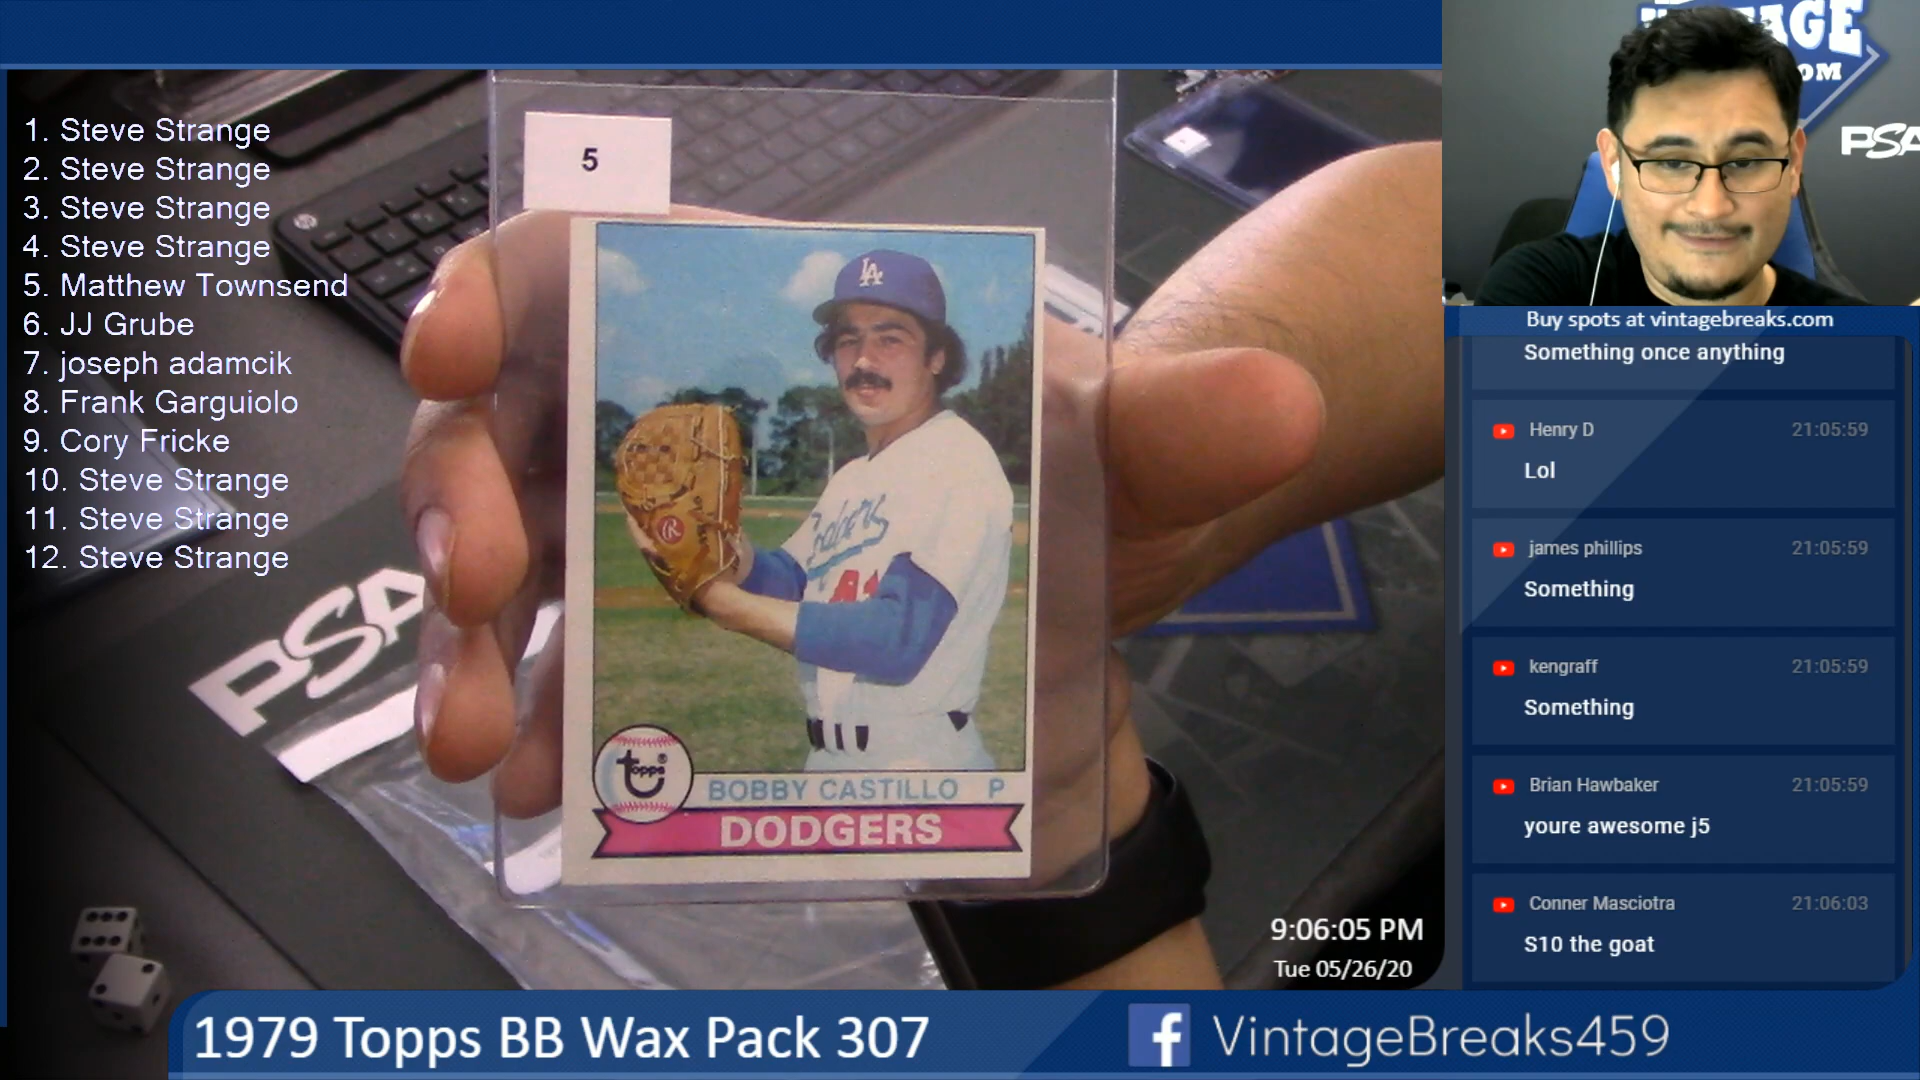 1. Steve Strange
2. Steve Strange
3. Steve Strange
4. Steve Strange
5. Matthew Townsend
6. JJ Grube
7. joseph adamcik
8. Frank Garguiolo
9. Cory Fricke
10. Steve Strange
11. Steve Strange
12. Steve Strange
5
LA
R
Dodgers
topps®
BOBBY CASTILLO P
DODGERS
PSA
9:06:05 PM
Tue 05/26/20
PSA
Buy spots at vintagebreaks.com
Something once anything
Henry D 21:05:59
Lol
james phillips 21:05:59
Something
kengraff 21:05:59
Something
Brian Hawbaker 21:05:59
youre awesome j5
Conner Masciotra 21:06:03
S10 the goat
1979 Topps BB Wax Pack 307
f VintageBreaks459